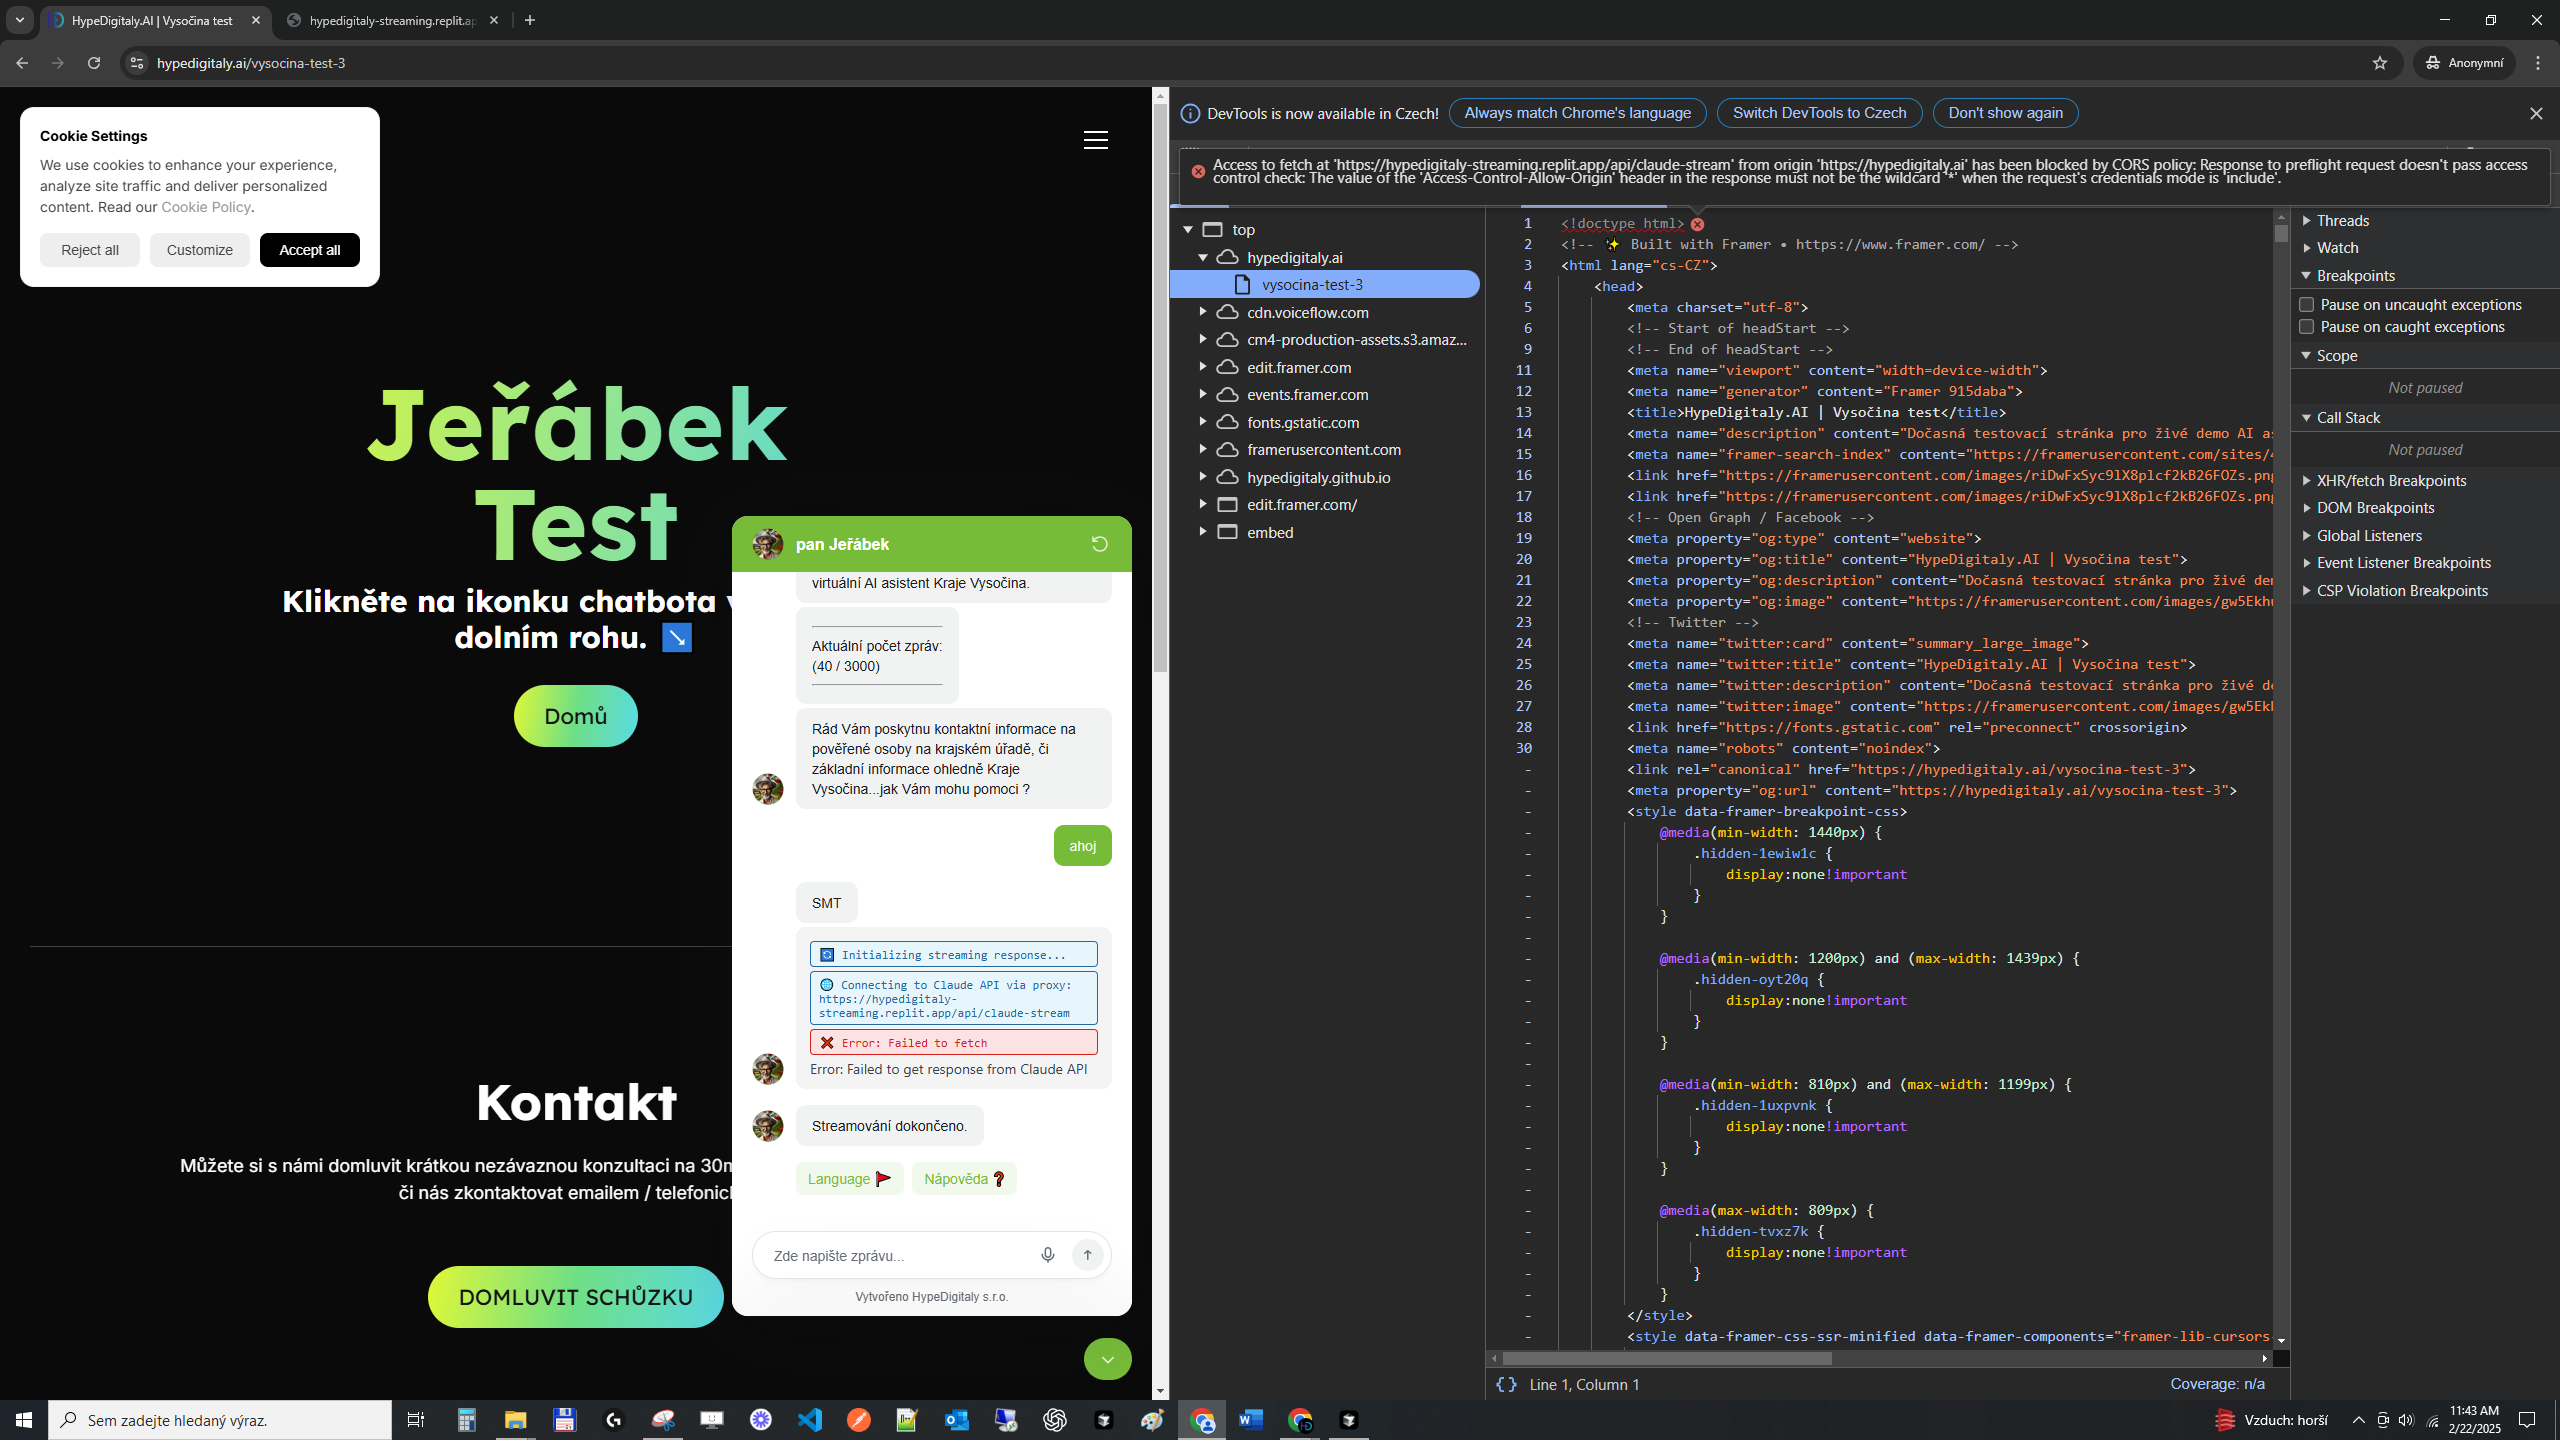 HypeDigitaly.AI | Vysočina test
hypedigitaly-streaming.replit.ap
hypedigitaly.ai/vysocina-test-3
Anonymní
Cookie Settings
We use cookies to enhance your experience,
analyze site traffic and deliver personalized
content. Read our Cookie Policy.
Reject all
Customize
Accept all
Jeřábek
Test
Klikněte na ikonku chatbota v
dolním rohu. ↘
Domů
Kontakt
Můžete si s námi domluvit krátkou nezávaznou konzultaci na 30m
či nás zkontaktovat emailem / telefonick
DOMLUVIT SCHŮZKU
pan Jeřábek
virtuální AI asistent Kraje Vysočina.
Aktuální počet zpráv:
(40 / 3000)
Rád Vám poskytnu kontaktní informace na
pověřené osoby na krajském úřadě, či
základní informace ohledně Kraje
Vysočina...jak Vám mohu pomoci ?
ahoj
SMT
🔄 Initializing streaming response...
🌐 Connecting to Claude API via proxy:
https://hypedigitaly-
streaming.replit.app/api/claude-stream
❌ Error: Failed to fetch
Error: Failed to get response from Claude API
Streamování dokončeno.
Language 🚩
Nápověda ❓
Zde napište zprávu...
Vytvořeno HypeDigitaly s.r.o.
DevTools is now available in Czech!
Always match Chrome's language
Switch DevTools to Czech
Don't show again
Access to fetch at 'https://hypedigitaly-streaming.replit.app/api/claude-stream' from origin 'https://hypedigitaly.ai' has been blocked by CORS policy: Response to preflight request doesn't pass access
control check: The value of the 'Access-Control-Allow-Origin' header in the response must not be the wildcard '*' when the request's credentials mode is 'include'.
top
hypedigitaly.ai
vysocina-test-3
cdn.voiceflow.com
cm4-production-assets.s3.amaz...
edit.framer.com
events.framer.com
fonts.gstatic.com
framerusercontent.com
hypedigitaly.github.io
edit.framer.com/
embed
1 <!doctype html>
2 <!-- ✨ Built with Framer • https://www.framer.com/ -->
3 <html lang="cs-CZ">
4 <head>
5 <meta charset="utf-8">
6 <!-- Start of headStart -->
9 <!-- End of headStart -->
11 <meta name="viewport" content="width=device-width">
12 <meta name="generator" content="Framer 915daba">
13 <title>HypeDigitaly.AI | Vysočina test</title>
14 <meta name="description" content="Dočasná testovací stránka pro živé demo AI as
15 <meta name="framer-search-index" content="https://framerusercontent.com/sites/4
16 <link href="https://framerusercontent.com/images/riDwFxSyc9lX8plcf2kB26FOZs.png
17 <link href="https://framerusercontent.com/images/riDwFxSyc9lX8plcf2kB26FOZs.png
18 <!-- Open Graph / Facebook -->
19 <meta property="og:type" content="website">
20 <meta property="og:title" content="HypeDigitaly.AI | Vysočina test">
21 <meta property="og:description" content="Dočasná testovací stránka pro živé dem
22 <meta property="og:image" content="https://framerusercontent.com/images/gw5Ekhu
23 <!-- Twitter -->
24 <meta name="twitter:card" content="summary_large_image">
25 <meta name="twitter:title" content="HypeDigitaly.AI | Vysočina test">
26 <meta name="twitter:description" content="Dočasná testovací stránka pro živé de
27 <meta name="twitter:image" content="https://framerusercontent.com/images/gw5Ekh
28 <link href="https://fonts.gstatic.com" rel="preconnect" crossorigin>
30 <meta name="robots" content="noindex">
- <link rel="canonical" href="https://hypedigitaly.ai/vysocina-test-3">
- <meta property="og:url" content="https://hypedigitaly.ai/vysocina-test-3">
- <style data-framer-breakpoint-css>
- @media(min-width: 1440px) {
- .hidden-1ewiw1c {
- display:none!important
- }
- }
-
- @media(min-width: 1200px) and (max-width: 1439px) {
- .hidden-oyt20q {
- display:none!important
- }
- }
-
- @media(min-width: 810px) and (max-width: 1199px) {
- .hidden-1uxpvnk {
- display:none!important
- }
- }
-
- @media(max-width: 809px) {
- .hidden-tvxz7k {
- display:none!important
- }
- }
- </style>
- <style data-framer-css-ssr-minified data-framer-components="framer-lib-cursors-
{} Line 1, Column 1
Coverage: n/a
Threads
Watch
Breakpoints
Pause on uncaught exceptions
Pause on caught exceptions
Scope
Not paused
Call Stack
Not paused
XHR/fetch Breakpoints
DOM Breakpoints
Global Listeners
Event Listener Breakpoints
CSP Violation Breakpoints
Sem zadejte hledaný výraz.
Vzduch: horší
11:43 AM
2/22/2025